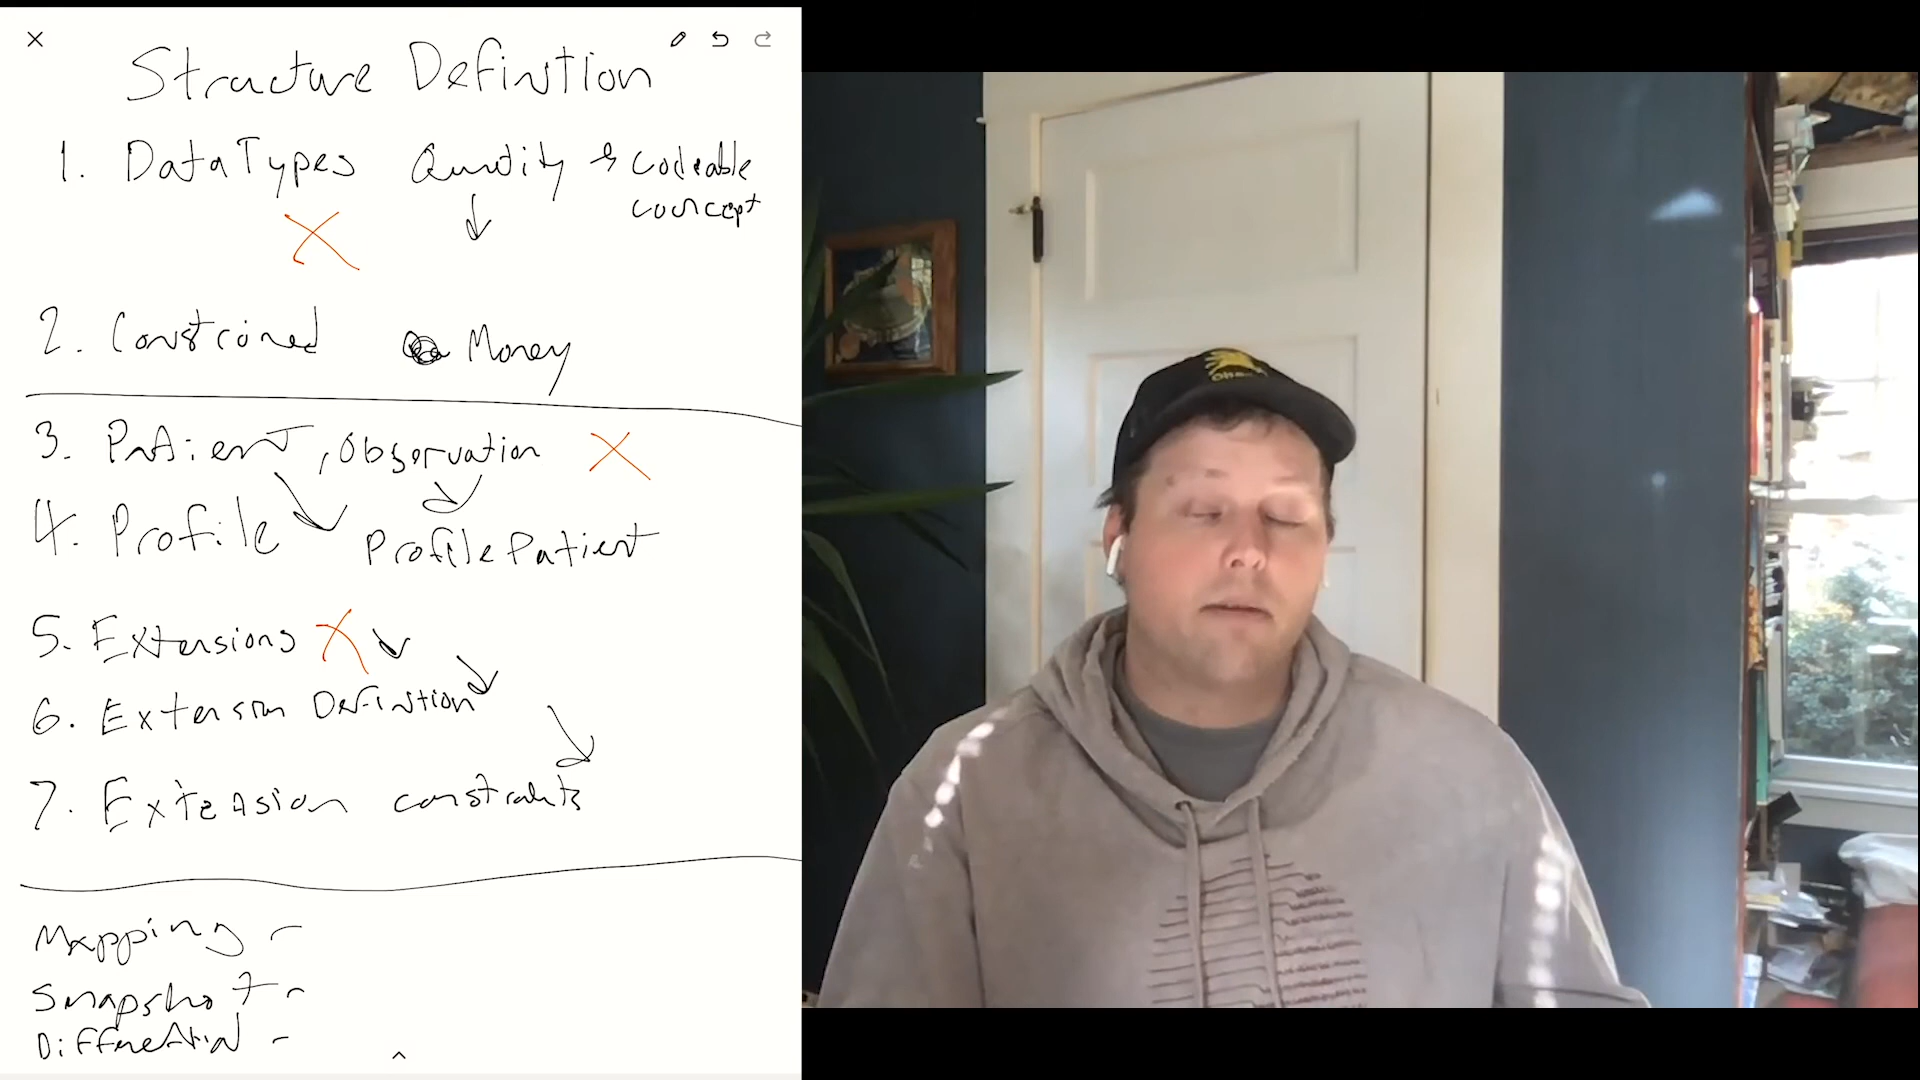 Structure Definition
1. DataTypes Quantity & codeable
concept
2. Constrained Money
3. Patient, Observation
4. Profile Profile Patient
5. Extensions
6. Extension Definition
7. Extension constraints
Mapping -
Snapshot -
Differential -